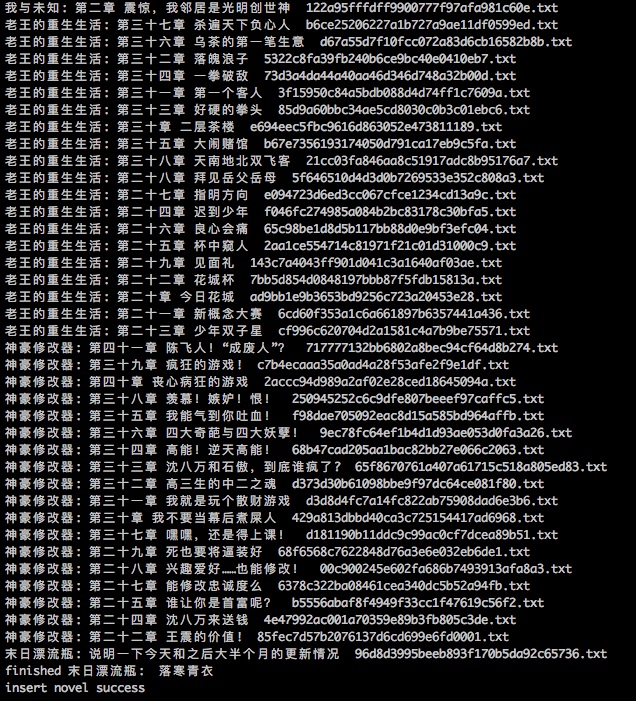 我与未知: 第二章 震惊，我邻居是光明创世神  122a95fffdff9900777f97afa981c60e.txt
老王的重生生活: 第三十七章 杀遍天下负心人  b6ce25206227a1b727a9ae11df0599ed.txt
老王的重生生活: 第三十六章 乌茶的第一笔生意  d67a55d7f10fcc072a83d6cb16582b8b.txt
老王的重生生活: 第三十二章 落魄浪子  5322c8fa39fb240b6ce9bc40e0410eb7.txt
老王的重生生活: 第三十四章 一拳破敌  73d3a4da44a40aa46d346d748a32b00d.txt
老王的重生生活: 第三十一章 第一个客人  3f15950c84a5bdb088d4d74ff1c7609a.txt
老王的重生生活: 第三十三章 好硬的拳头  85d9a60bbc34ae5cd8030c0b3c01ebc6.txt
老王的重生生活: 第三十章 二层茶楼  e694eec5fbc9616d863052e473811189.txt
老王的重生生活: 第三十五章 大闹赌馆  b67e7356193174050d791ca17eb9c5fa.txt
老王的重生生活: 第三十八章 天南地北双飞客  21cc03fa846aa8c51917adc8b95176a7.txt
老王的重生生活: 第二十八章 拜见岳父岳母  5f646510d4d3d0b7269533e352c808a3.txt
老王的重生生活: 第二十七章 指明方向  e094723d6ed3cc067cfce1234cd13a9c.txt
老王的重生生活: 第二十四章 迟到少年  f046fc274985a084b2bc83178c30bfa5.txt
老王的重生生活: 第二十六章 良心会痛  65c98be1d8d5b117bb88d0e9bf3efc04.txt
老王的重生生活: 第二十五章 杯中窥人  2aa1ce554714c81971f21c01d31000c9.txt
老王的重生生活: 第二十九章 见面礼  143c7a4043ff901d041c3a1640af03ae.txt
老王的重生生活: 第二十二章 花城杯  7bb5d854d0848197bbb87f5fdb15813a.txt
老王的重生生活: 第二十章 今日花城  ad9bb1e9b3653bd9256c723a20453e28.txt
老王的重生生活: 第二十一章 新概念大赛  6cd60f353a1c6a661897b6357441a436.txt
老王的重生生活: 第二十三章 少年双子星  cf996c620704d2a1581c4a7b9be75571.txt
神豪修改器: 第四十一章 陈飞人！“成废人”？  717777132bb6802a8bec94cf64d8b274.txt
神豪修改器: 第三十九章 疯狂的游戏！  c7b4ecaaa35a0ad4a28f53afe2f9e1df.txt
神豪修改器: 第四十章 丧心病狂的游戏  2accc94d989a2af02e28ced18645094a.txt
神豪修改器: 第三十八章 羡慕！嫉妒！恨！  250945252c6c9dfe807beeef97caffc5.txt
神豪修改器: 第三十五章 我能气到你吐血！  f98dae705092eac8d15a585bd964affb.txt
神豪修改器: 第三十六章 四大奇葩与四大妖孽！  9ec78fc64ef1b4d1d93ae053d0fa3a26.txt
神豪修改器: 第三十四章 高能！逆天高能！  68b47cad205aa1bac82bb27e066c2063.txt
神豪修改器: 第三十三章 沈八万和石傲，到底谁疯了？  65f8670761a407a61715c518a805ed83.txt
神豪修改器: 第三十二章 高三生的中二之魂  d373d30b61098bbe9f97dc64ce081f80.txt
神豪修改器: 第三十一章 我就是玩个散财游戏  d3d8d4fc7a14fc822ab75908dad6e3b6.txt
神豪修改器: 第三十章 我不要当幕后煮屎人  429a813dbbd40ca3c725154417ad6968.txt
神豪修改器: 第三十七章 嘿嘿，还是得上课！  d181190b11ddc9c99ac0cf7dcea89b51.txt
神豪修改器: 第二十九章 死也要将逼装好  68f6568c7622848d76a3e6e032eb6de1.txt
神豪修改器: 第二十八章 兴趣爱好……也能修改！  00c900245e602fa686b7493913afa8a3.txt
神豪修改器: 第二十七章 能修改忠诚度么  6378c322ba08461cea340dc5b52a94fb.txt
神豪修改器: 第二十五章 谁让你是首富呢？  b5556abaf8f4949f33cc1f47619c56f2.txt
神豪修改器: 第二十四章 沈八万来送钱  4e47992ac001a70359e89b3fb805c3de.txt
神豪修改器: 第二十二章 王震的价值！  85fec7d57b2076137d6cd699e6fd0001.txt
末日漂流瓶: 说明一下今天和之后大半个月的更新情况  96d8d3995beeb893f170b5da92c65736.txt
finished 末日漂流瓶:  落寒青衣
insert novel success